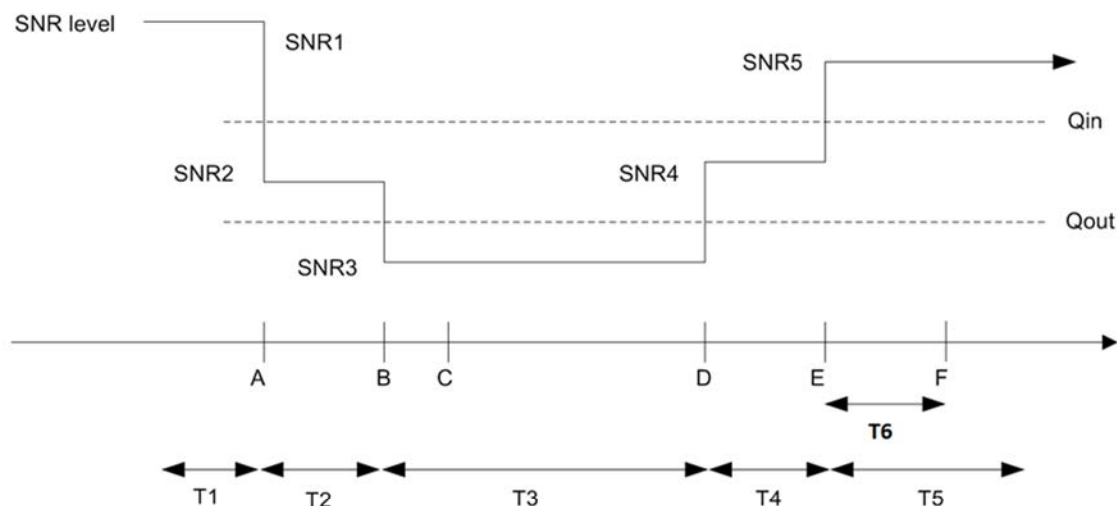 SNR level
SNR1
SNR5
Qin
SNR2
SNR4
Qout
SNR3
A B C D E F
T6
T1 T2 T3 T4 T5